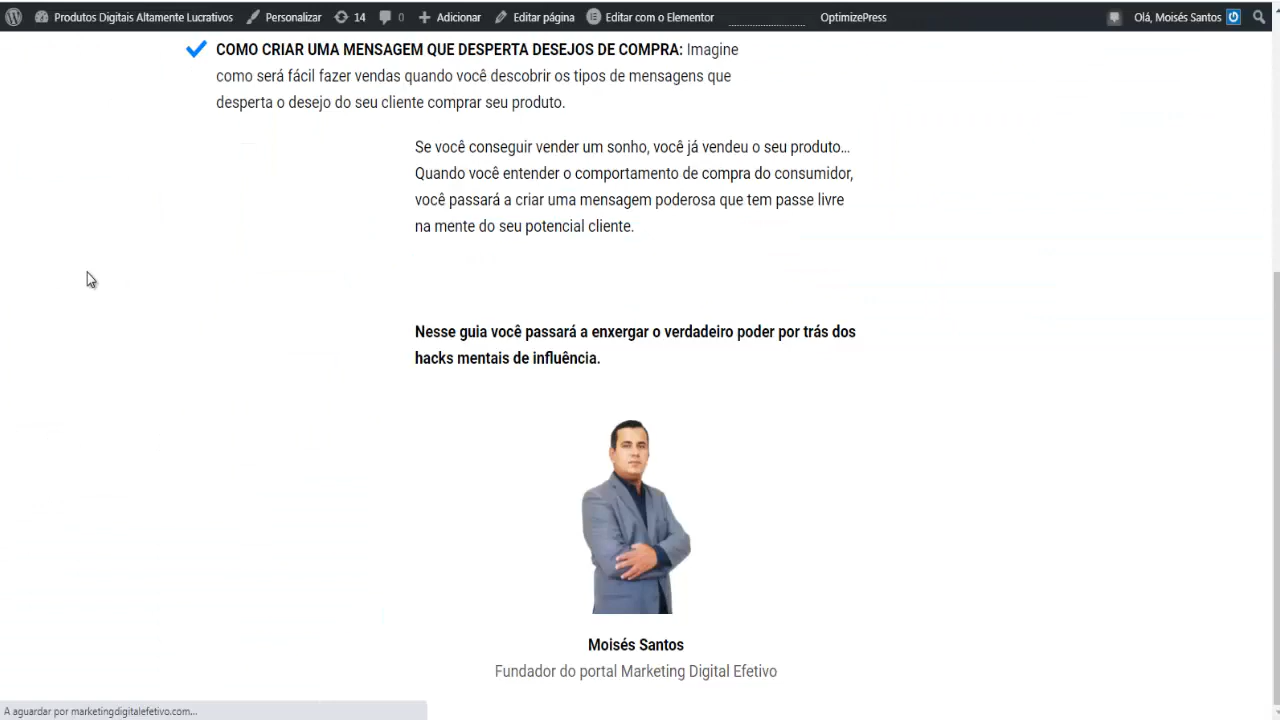 Produtos Digitais Altamente Lucrativos Personalizar 14 0 Adicionar Editar página Editar com o Elementor OptimizePress Olá, Moisés Santos
COMO CRIAR UMA MENSAGEM QUE DESPERTA DESEJOS DE COMPRA: Imagine
como será fácil fazer vendas quando você descobrir os tipos de mensagens que
desperta o desejo do seu cliente comprar seu produto.
Se você conseguir vender um sonho, você já vendeu o seu produto...
Quando você entender o comportamento de compra do consumidor,
você passará a criar uma mensagem poderosa que tem passe livre
na mente do seu potencial cliente.
Nesse guia você passará a enxergar o verdadeiro poder por trás dos
hacks mentais de influência.
Moisés Santos
Fundador do portal Marketing Digital Efetivo
A aguardar por marketingdigitalefetivo.com...